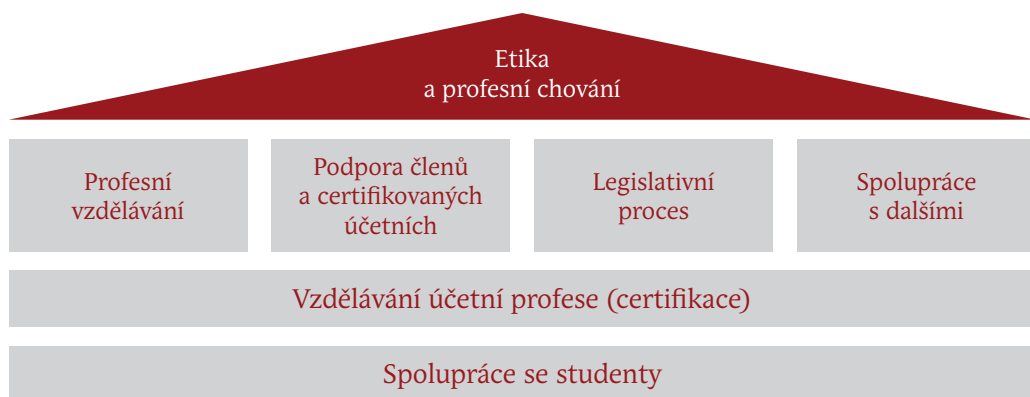 Etika
a profesní chování
Profesní
vzdělávání
Podpora členů
a certifikovaných
účetních
Legislativní
proces
Spolupráce
s dalšími
Vzdělávání účetní profese (certifikace)
Spolupráce se studenty